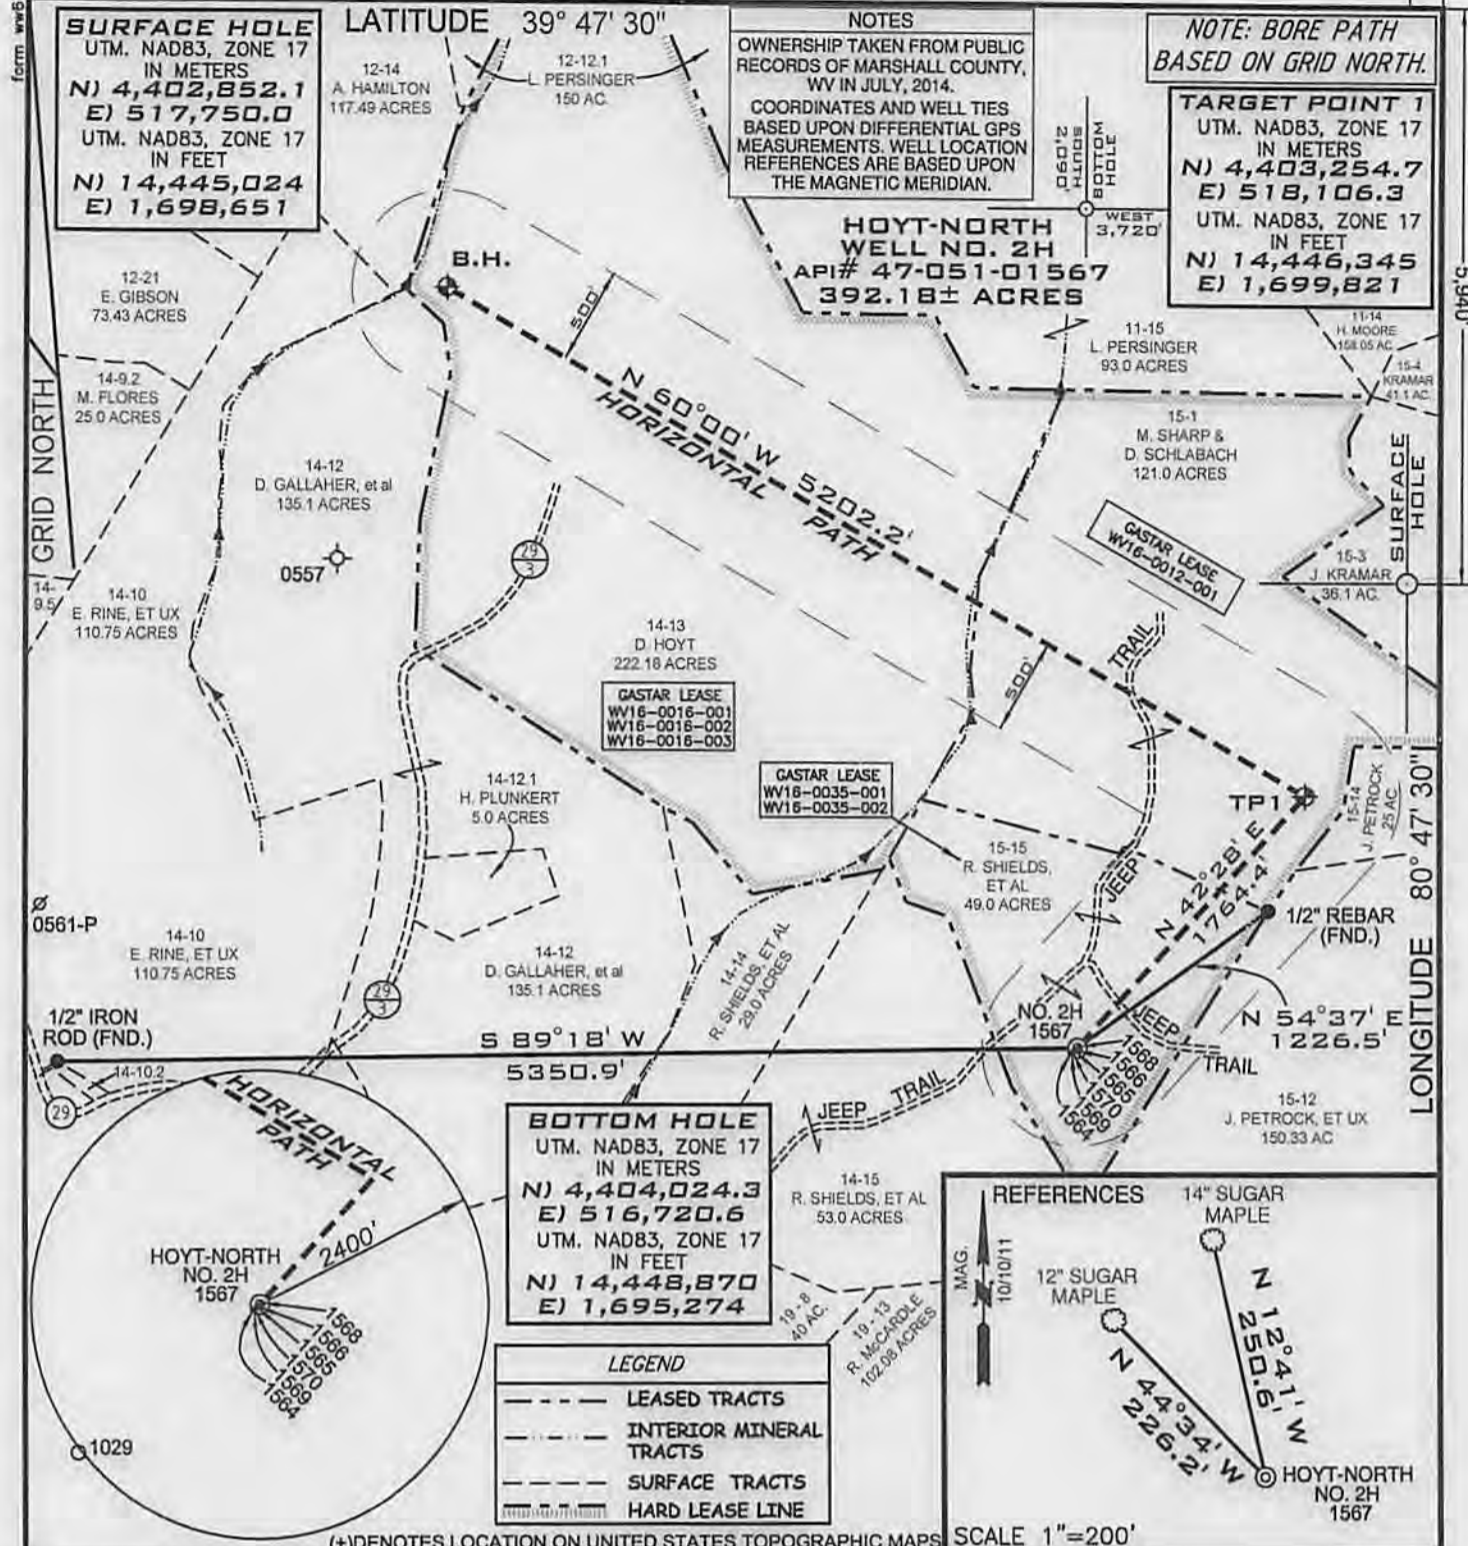 form ww6
LATITUDE 39° 47' 30"
SURFACE HOLE
UTM. NAD83, ZONE 17
IN METERS
N) 4,402,852.1
E) 517,750.0
UTM. NAD83, ZONE 17
IN FEET
N) 14,445,024
E) 1,698,651
12-14
A. HAMILTON
117.49 ACRES
12-12.1
L. PERSINGER
150 AC.
NOTES
OWNERSHIP TAKEN FROM PUBLIC
RECORDS OF MARSHALL COUNTY,
WV IN JULY, 2014.
COORDINATES AND WELL TIES
BASED UPON DIFFERENTIAL GPS
MEASUREMENTS. WELL LOCATION
REFERENCES ARE BASED UPON
THE MAGNETIC MERIDIAN.
NOTE: BORE PATH
BASED ON GRID NORTH.
TARGET POINT 1
UTM. NAD83, ZONE 17
IN METERS
N) 4,403,254.7
E) 518,106.3
UTM. NAD83, ZONE 17
IN FEET
N) 14,446,345
E) 1,699,821
SOUTH
2,090'
BOTTOM
HOLE
WEST
3,720'
5,940'
HOYT-NORTH
WELL NO. 2H
API# 47-051-01567
392.18± ACRES
B.H.
500'
12-21
E. GIBSON
73.43 ACRES
14-9.2
M. FLORES
25.0 ACRES
GRID NORTH
11-15
L. PERSINGER
93.0 ACRES
11-14
H. MOORE
158.05 AC.
15-4
KRAMAR
41.1 AC.
N 60°00' W 5202.2'
HORIZONTAL PATH
15-1
M. SHARP &
D. SCHLABACH
121.0 ACRES
SURFACE
HOLE
14-12
D. GALLAHER, et al
135.1 ACRES
0557
29
3
GASTAR LEASE
WV16-0012-001
15-3
J. KRAMAR
36.1 AC.
14-
9.5
14-10
E. RINE, ET UX
110.75 ACRES
14-13
D. HOYT
222.18 ACRES
GASTAR LEASE
WV16-0016-001
WV16-0016-002
WV16-0016-003
TRAIL
500'
GASTAR LEASE
WV16-0035-001
WV16-0035-002
14-12.1
H. PLUNKERT
5.0 ACRES
TP1
15-14
J. PETROCK
25 AC.
LONGITUDE 80° 47' 30"
15-15
R. SHIELDS,
ET AL
49.0 ACRES
JEEP
N 42°28' E
1764.4'
1/2" REBAR
(FND.)
0561-P
14-10
E. RINE, ET UX
110.75 ACRES
14-12
D. GALLAHER, et al
135.1 ACRES
14-14
R. SHIELDS, ET AL
29.0 ACRES
29
3
1/2" IRON
ROD (FND.)
14-10.2
29
S 89°18' W
5350.9'
NO. 2H
1567
N 54°37' E
1226.5'
JEEP
TRAIL
1568
1566
1565
1570
1569
1564
JEEP TRAIL
15-12
J. PETROCK, ET UX
150.33 AC
HORIZONTAL
PATH
2400'
HOYT-NORTH
NO. 2H
1567
1568
1566
1565
1570
1569
1564
1029
BOTTOM HOLE
UTM. NAD83, ZONE 17
IN METERS
N) 4,404,024.3
E) 516,720.6
UTM. NAD83, ZONE 17
IN FEET
N) 14,448,870
E) 1,695,274
14-15
R. SHIELDS, ET AL
53.0 ACRES
19 - 8
40 AC.
19 - 13
R. McCARDLE
102.08 ACRES
LEGEND
LEASED TRACTS
INTERIOR MINERAL
TRACTS
SURFACE TRACTS
HARD LEASE LINE
REFERENCES
MAG.
N
10/10/11
14" SUGAR
MAPLE
12" SUGAR
MAPLE
N 12°41' W
250.6'
N 44°34' W
226.2'
HOYT-NORTH
NO. 2H
1567
SCALE 1"=200'
(+)DENOTES LOCATION ON UNITED STATES TOPOGRAPHIC MAPS